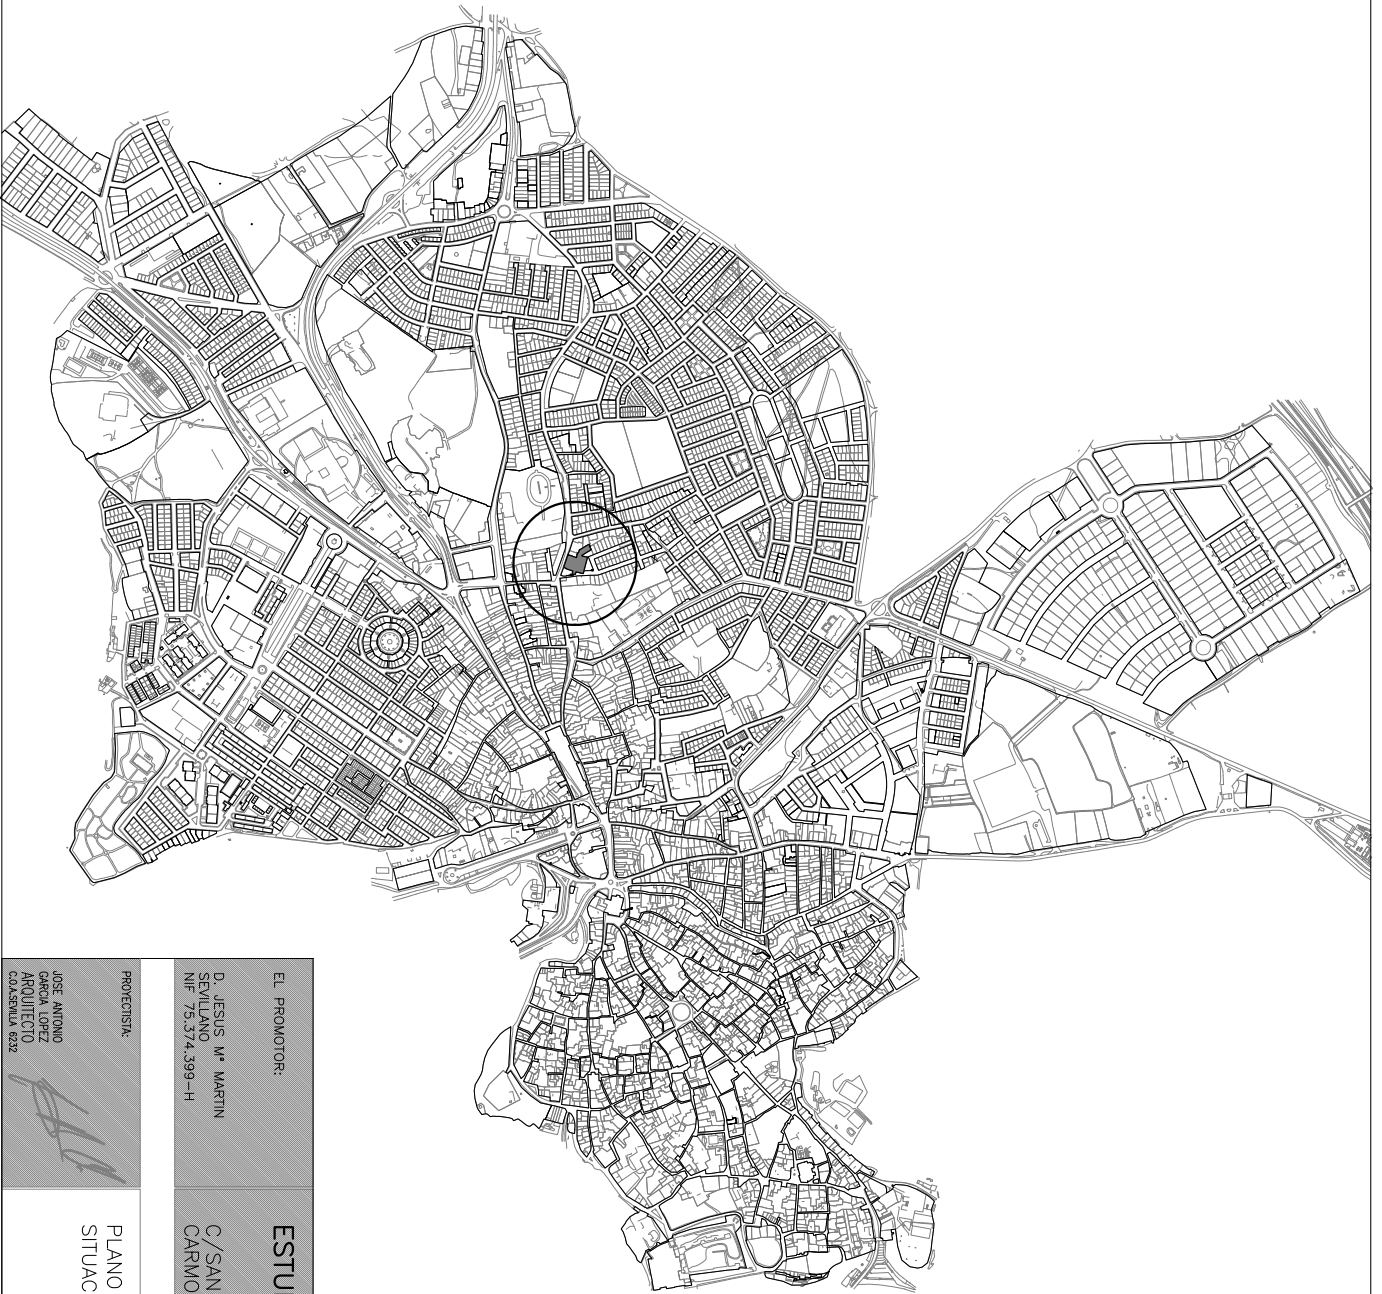 EL PROMOTOR:
D. JESUS Mª MARTIN
SEVILLANO
NIF 75.374.399-H
PROYECTISTA:
JOSE ANTONIO
GARCIA LOPEZ
ARQUITECTO
C.O.A.SEVILLA 6232
ESTU
C/SAN
CARMO
PLANO
SITUAC